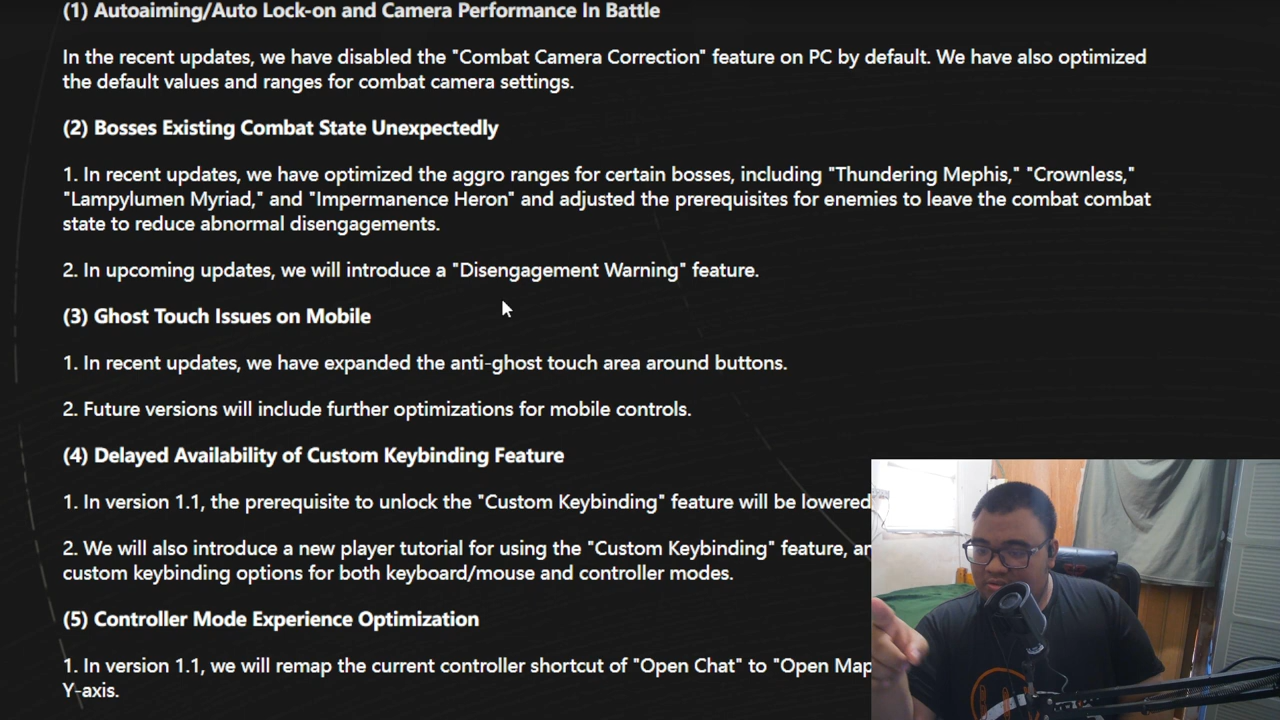 (1) Autoaiming/Auto Lock-on and Camera Performance In Battle
In the recent updates, we have disabled the "Combat Camera Correction" feature on PC by default. We have also optimized
the default values and ranges for combat camera settings.
(2) Bosses Existing Combat State Unexpectedly
1. In recent updates, we have optimized the aggro ranges for certain bosses, including "Thundering Mephis," "Crownless,"
"Lampylumen Myriad," and "Impermanence Heron" and adjusted the prerequisites for enemies to leave the combat combat
state to reduce abnormal disengagements.
2. In upcoming updates, we will introduce a "Disengagement Warning" feature.
(3) Ghost Touch Issues on Mobile
1. In recent updates, we have expanded the anti-ghost touch area around buttons.
2. Future versions will include further optimizations for mobile controls.
(4) Delayed Availability of Custom Keybinding Feature
1. In version 1.1, the prerequisite to unlock the "Custom Keybinding" feature will be lowered
2. We will also introduce a new player tutorial for using the "Custom Keybinding" feature,
custom keybinding options for both keyboard/mouse and controller modes.
(5) Controller Mode Experience Optimization
1. In version 1.1, we will remap the current controller shortcut of "Open Chat" to "Open Map
Y-axis.